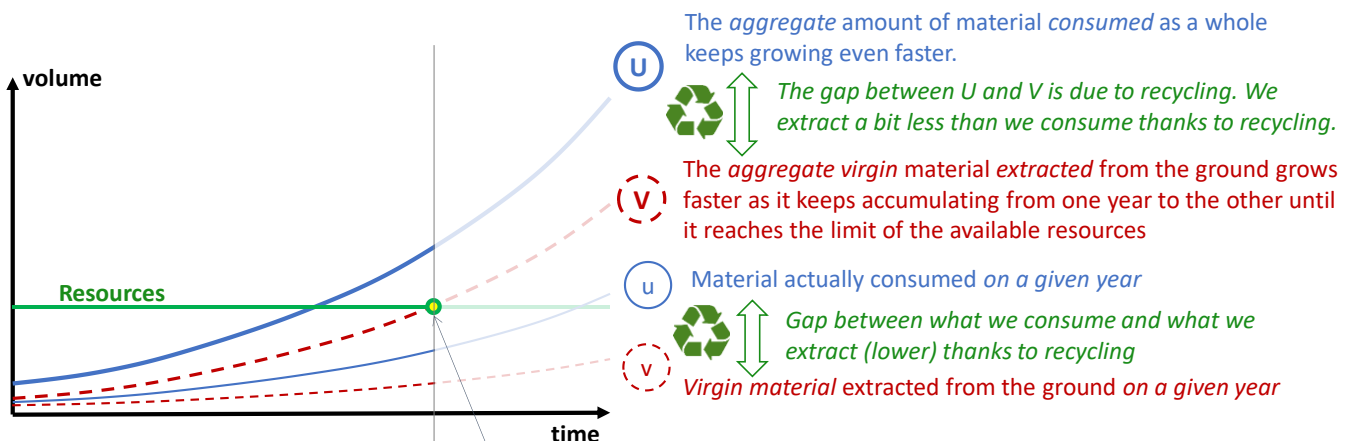 The aggregate amount of material consumed as a whole
keeps growing even faster.
U
volume
The gap between U and V is due to recycling. We
extract a bit less than we consume thanks to recycling.
The aggregate virgin material extracted from the ground grows
faster as it keeps accumulating from one year to the other until
it reaches the limit of the available resources
V
Resources
u
Material actually consumed on a given year
Gap between what we consume and what we
extract (lower) thanks to recycling
v
Virgin material extracted from the ground on a given year
time